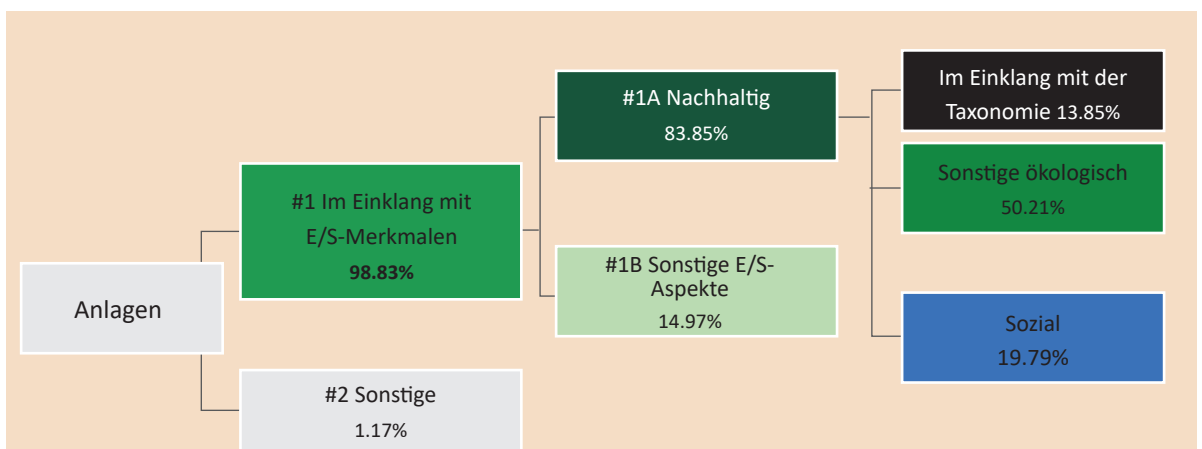 Anlagen
#1 Im Einklang mit
E/S-Merkmalen
98.83%
#2 Sonstige
1.17%
#1A Nachhaltig
83.85%
#1B Sonstige E/S-
Aspekte
14.97%
Im Einklang mit der
Taxonomie 13.85%
Sonstige ökologisch
50.21%
Sozial
19.79%